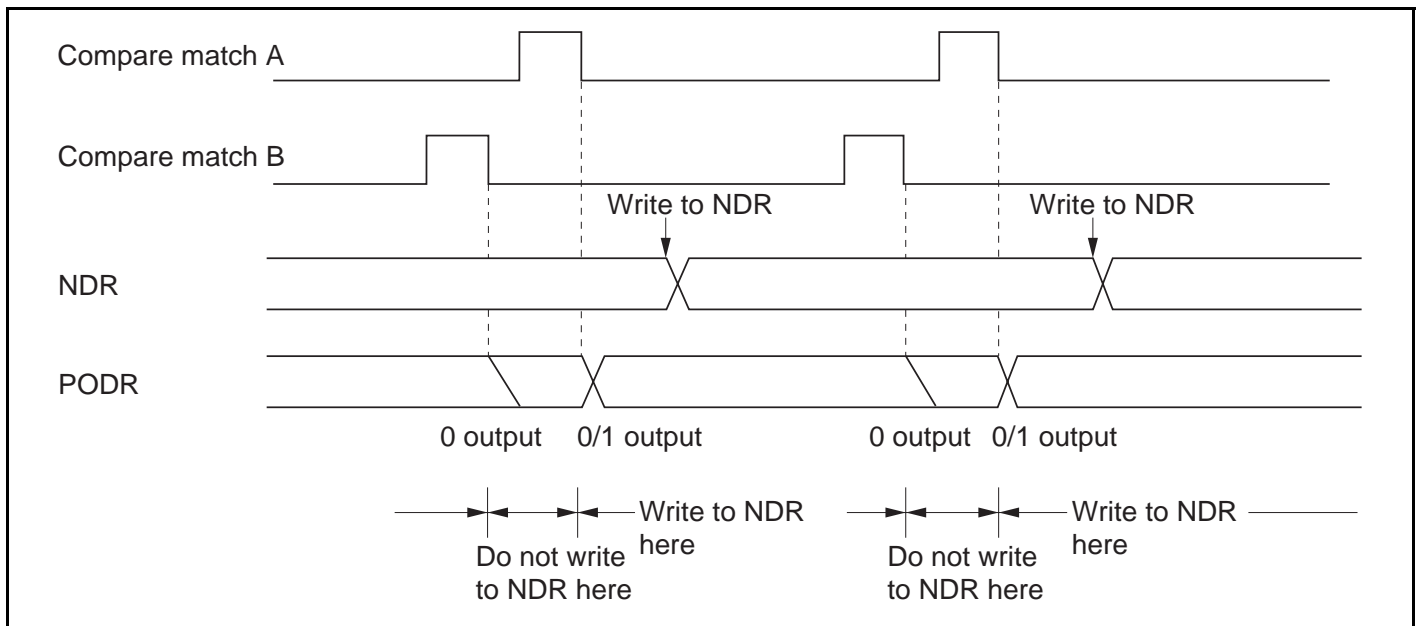 Compare match A
Compare match B
Write to NDR Write to NDR
NDR
PODR
0 output 0/1 output 0 output 0/1 output
Write to NDR here Write to NDR here
Do not write to NDR here Do not write to NDR here